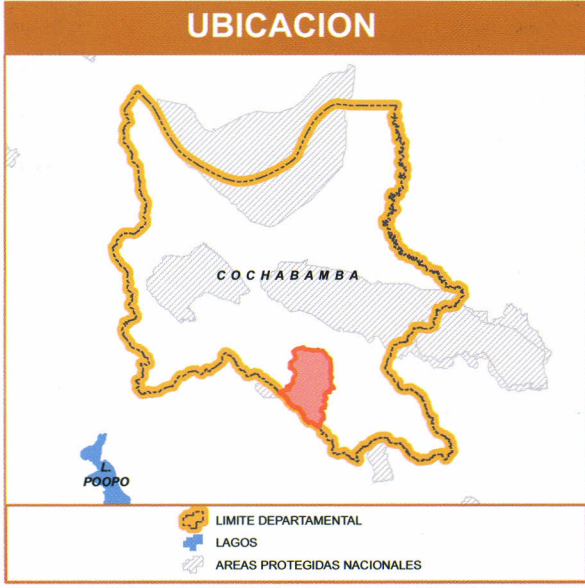 UBICACION
COCHABAMBA
L.
POOPO
LIMITE DEPARTAMENTAL
LAGOS
AREAS PROTEGIDAS NACIONALES